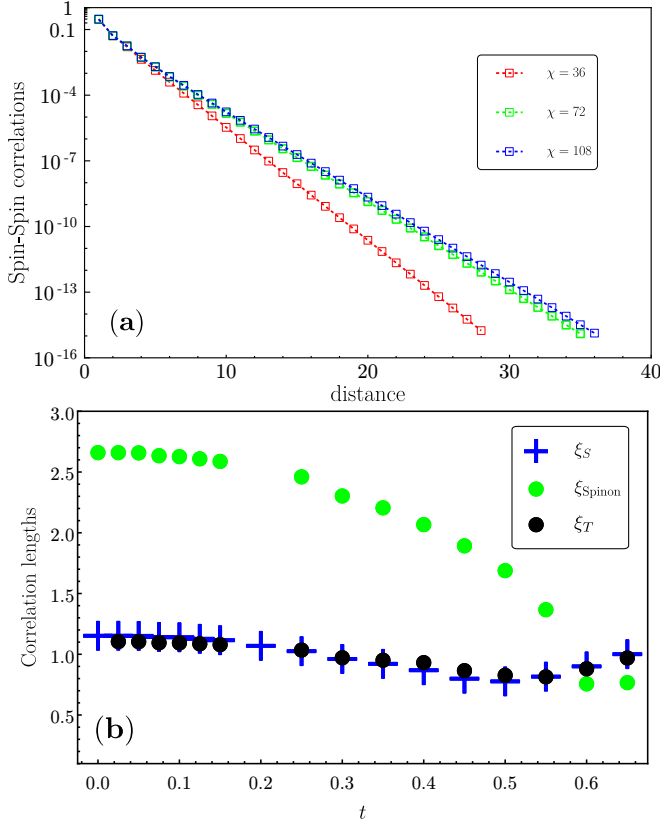 1
0.1
10⁻⁴
10⁻⁷
10⁻¹⁰
10⁻¹³
10⁻¹⁶
Spin-Spin correlations
χ = 36
χ = 72
χ = 108
(a)
0 10 20 30 40
distance
3.0
2.5
2.0
1.5
1.0
0.5
Correlation lengths
ξ_S
ξ_Spinon
ξ_T
(b)
0.0 0.1 0.2 0.3 0.4 0.5 0.6
t